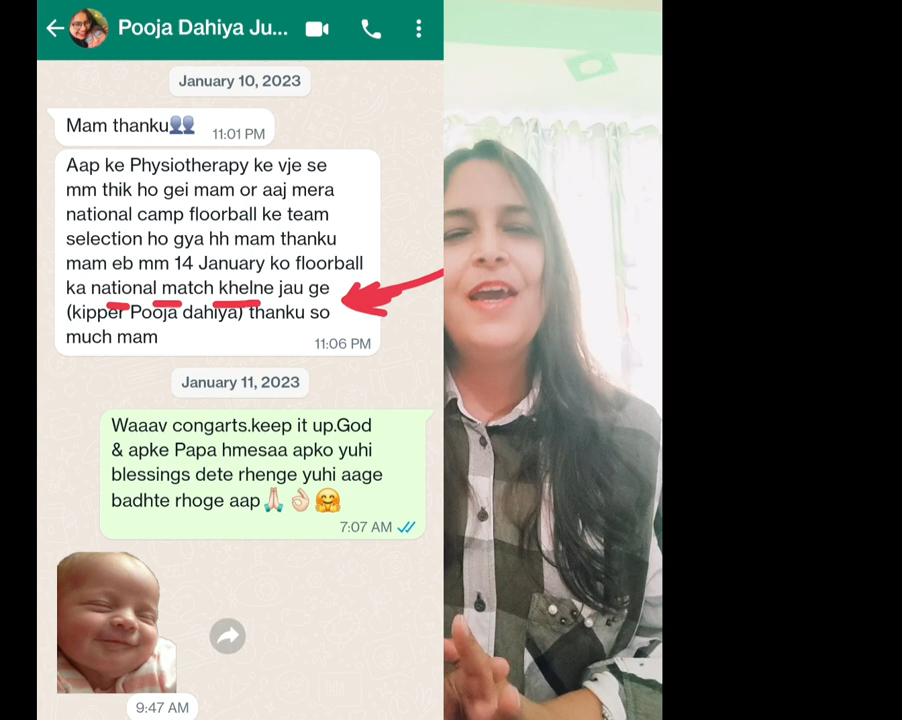 Pooja Dahiya Ju...
January 10, 2023
Mam thanku👥
11:01 PM
Aap ke Physiotherapy ke vje se
mm thik ho gei mam or aaj mera
national camp floorball ke team
selection ho gya hh mam thanku
mam eb mm 14 January ko floorball
ka national match khelne jau ge
(kipper Pooja dahiya) thanku so
much mam
11:06 PM
January 11, 2023
Waaav congarts.keep it up.God
& apke Papa hmesaa apko yuhi
blessings dete rhenge yuhi aage
badhte rhoge aap🙏🏻👌🏻🤗
7:07 AM
9:47 AM